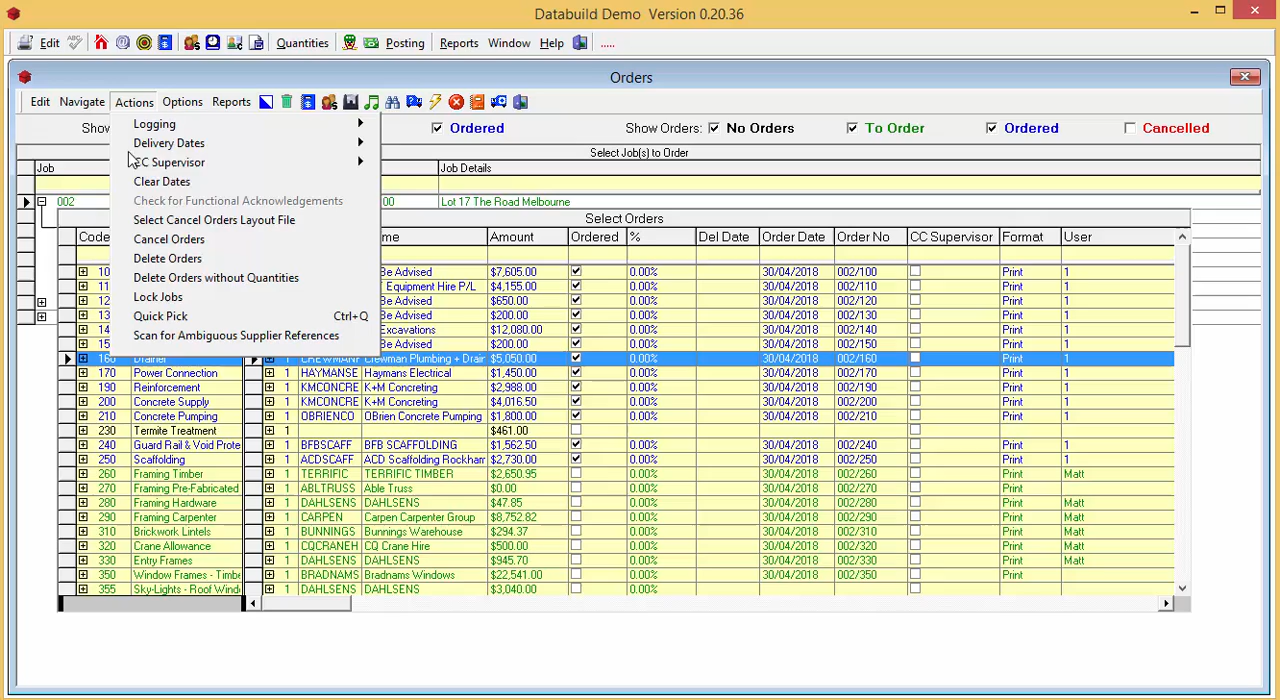 Databuild Demo Version 0.20.36
Edit Quantities Posting Reports Window Help .....
Orders
Edit Navigate Actions Options Reports
Ordered Show Orders: No Orders To Order Ordered Cancelled
Select Job(s) to Order
Job Job Details
002 00 Lot 17 The Road Melbourne
Logging
Delivery Dates
CC Supervisor
Clear Dates
Check for Functional Acknowledgements
Select Cancel Orders Layout File
Cancel Orders
Delete Orders
Delete Orders without Quantities
Lock Jobs
Quick Pick Ctrl+Q
Scan for Ambiguous Supplier References
Select Orders
Amount Ordered % Del Date Order Date Order No CC Supervisor Format User
Be Advised $7,605.00 0.00% 30/04/2018 002/100 Print 1
Equipment Hire P/L $4,155.00 0.00% 30/04/2018 002/110 Print 1
Be Advised $650.00 0.00% 30/04/2018 002/120 Print 1
Be Advised $200.00 0.00% 30/04/2018 002/130 Print 1
Excavations $12,080.00 0.00% 30/04/2018 002/140 Print 1
Be Advised $200.00 0.00% 30/04/2018 002/150 Print 1
160 Drainer 1 CREWMAN Crewman Plumbing + Drain $5,050.00 0.00% 30/04/2018 002/160 Print 1
170 Power Connection 1 HAYMANSE Haymans Electrical $1,450.00 0.00% 30/04/2018 002/170 Print 1
190 Reinforcement 1 KMCONCRE K+M Concreting $2,988.00 0.00% 30/04/2018 002/190 Print 1
200 Concrete Supply 1 KMCONCRE K+M Concreting $4,016.50 0.00% 30/04/2018 002/200 Print 1
210 Concrete Pumping 1 OBRIENCO OBrien Concrete Pumping $1,800.00 0.00% 30/04/2018 002/210 Print 1
230 Termite Treatment 1 $461.00
240 Guard Rail & Void Prote 1 BFBSCAFF BFB SCAFFOLDING $1,562.50 0.00% 30/04/2018 002/240 Print 1
250 Scaffolding 1 ACDSCAFF ACD Scaffolding Rockham $2,730.00 0.00% 30/04/2018 002/250 Print 1
260 Framing Timber 1 TERRIFIC TERRIFIC TIMBER $2,650.95 0.00% 30/04/2018 002/260 Print Matt
270 Framing Pre-Fabricated 1 ABLTRUSS Able Truss $0.00 0.00% 30/04/2018 002/270 Print
280 Framing Hardware 1 DAHLSENS DAHLSENS $47.85 0.00% 30/04/2018 002/280 Print Matt
290 Framing Carpenter 1 CARPEN Carpen Carpenter Group $8,752.82 0.00% 30/04/2018 002/290 Print Matt
310 Brickwork Lintels 1 BUNNINGS Bunnings Warehouse $294.37 0.00% 30/04/2018 002/310 Print Matt
320 Crane Allowance 1 CQCRANEH CQ Crane Hire $500.00 0.00% 30/04/2018 002/320 Print Matt
330 Entry Frames 1 DAHLSENS DAHLSENS $945.70 0.00% 30/04/2018 002/330 Print Matt
350 Window Frames - Timbe 1 BRADNAMS Bradnams Windows $22,541.00 0.00% 30/04/2018 002/350 Print
355 Sky-Lights - Roof Wind 1 DAHLSENS DAHLSENS $3,040.00 0.00%